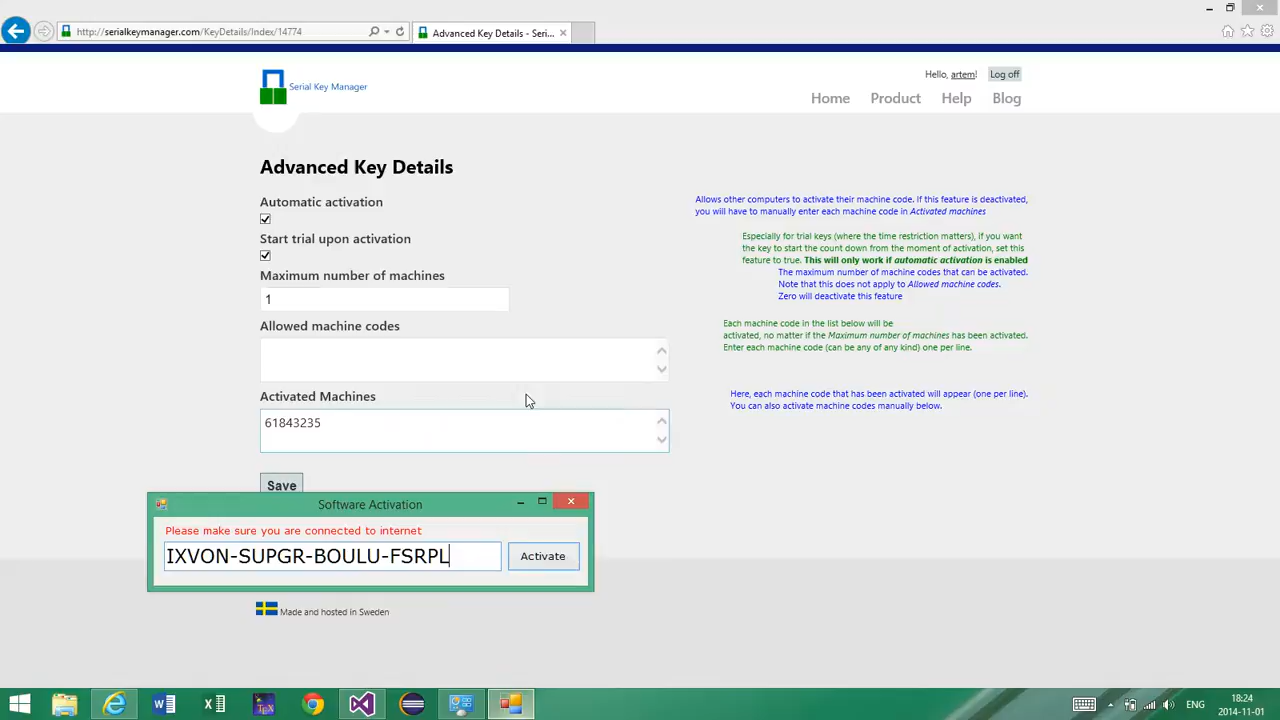 http://serialkeymanager.com/KeyDetails/Index/14774
Advanced Key Details - Seri...
Serial Key Manager
Hello, artem!
Log off
Home
Product
Help
Blog
Advanced Key Details
Automatic activation
Start trial upon activation
Maximum number of machines
1
Allowed machine codes
Activated Machines
61843235
Save
Allows other computers to activate their machine code. If this feature is deactivated,
you will have to manually enter each machine code in Activated machines
Especially for trial keys (where the time restriction matters), if you want
the key to start the count down from the moment of activation, set this
feature to true. This will only work if automatic activation is enabled
The maximum number of machine codes that can be activated.
Note that this does not apply to Allowed machine codes.
Zero will deactivate this feature
Each machine code in the list below will be
activated, no matter if the Maximum number of machines has been activated.
Enter each machine code (can be any of any kind) one per line.
Here, each machine code that has been activated will appear (one per line).
You can also activate machine codes manually below.
Software Activation
Please make sure you are connected to internet
IXVON-SUPGR-BOULU-FSRPL
Activate
Made and hosted in Sweden
ENG
18:24
2014-11-01